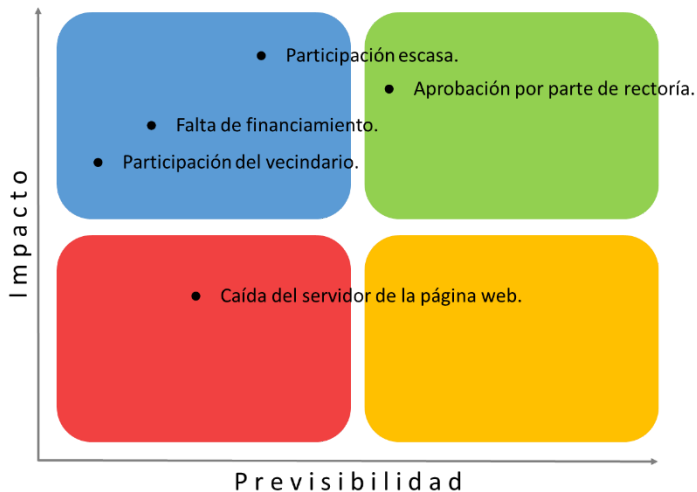 ● Participación escasa.
● Aprobación por parte de rectoría.
● Falta de financiamiento.
● Participación del vecindario.
Impacto
● Caída del servidor de la página web.
Previsibilidad